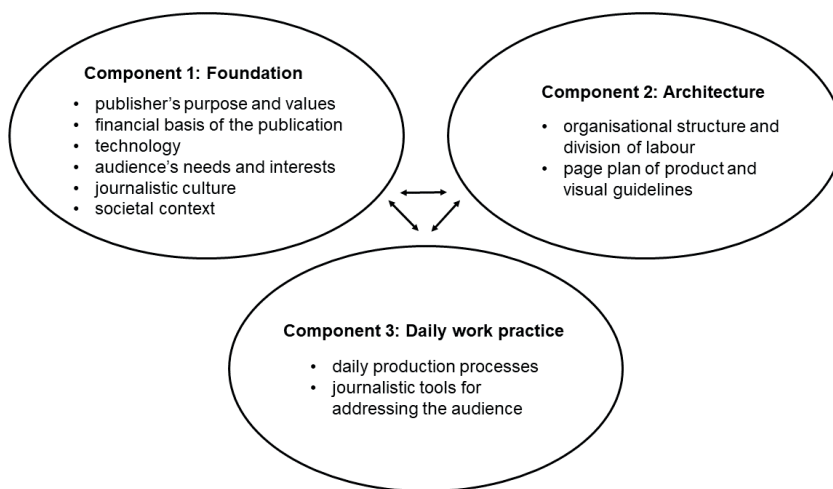 Component 1: Foundation
• publisher's purpose and values
• financial basis of the publication
• technology
• audience's needs and interests
• journalistic culture
• societal context
Component 2: Architecture
• organisational structure and
division of labour
• page plan of product and
visual guidelines
Component 3: Daily work practice
• daily production processes
• journalistic tools for
addressing the audience